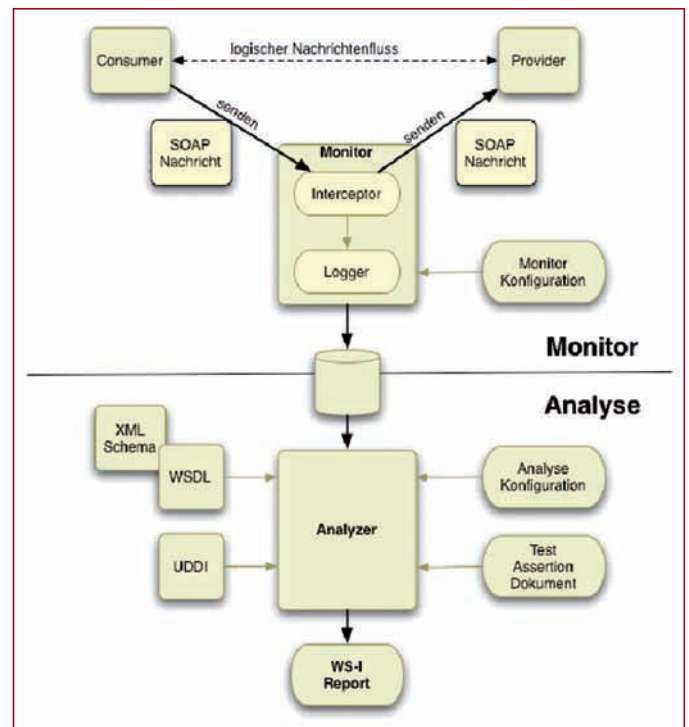 Consumer
logischer Nachrichtenfluss
Provider
senden
senden
SOAP
Nachricht
Monitor
SOAP
Nachricht
Interceptor
Logger
Monitor
Konfiguration
Monitor
Analyse
XML
Schema
WSDL
Analyse
Konfiguration
Analyzer
UDDI
Test
Assertion
Dokument
WS-I
Report